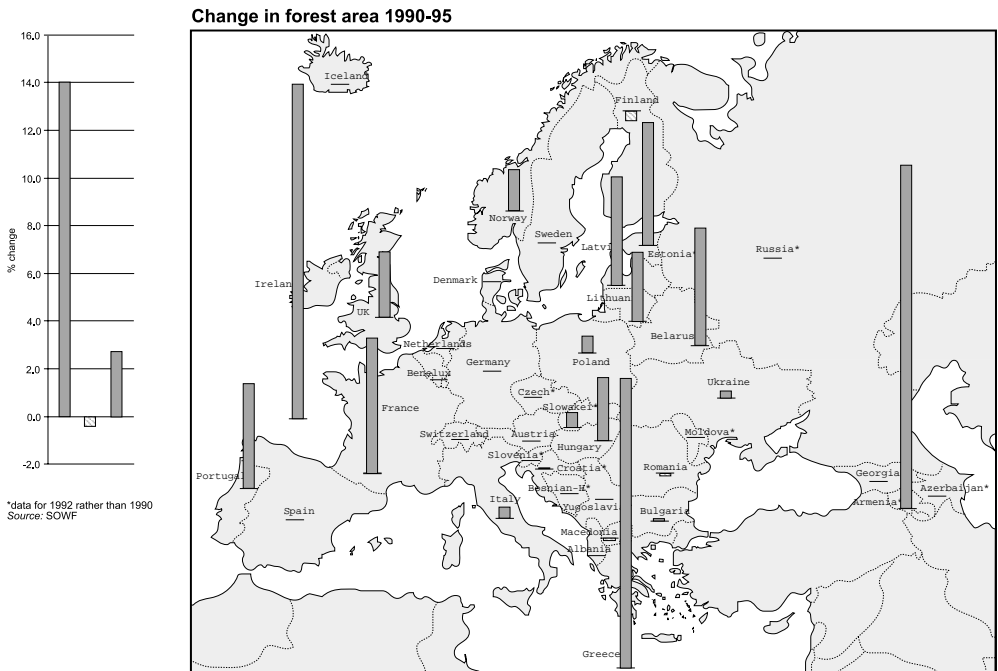 Change in forest area 1990-95
16.0
14.0
12.0
10.0
8.0
6.0
4.0
2.0
0.0
-2.0
% change
*data for 1992 rather than 1990
Source: SOWF
Iceland
Finland
Norway
Sweden
Latvi
Estonia*
Russia*
Denmark
Irelan
Lithuan
UK
Belarus
Netherlands
Poland
Germany
Benelux
Ukraine
Czech*
Slowakei*
France
Switzerland
Austria
Moldova*
Hungary
Slovenia*
Croatia*
Romania
Portuga
Georgia
Bosnian-H*
Azerbaijan*
Italy
Yugoslavi
Armenia*
Spain
Bulgaria
Macedonia
Albania
Greece